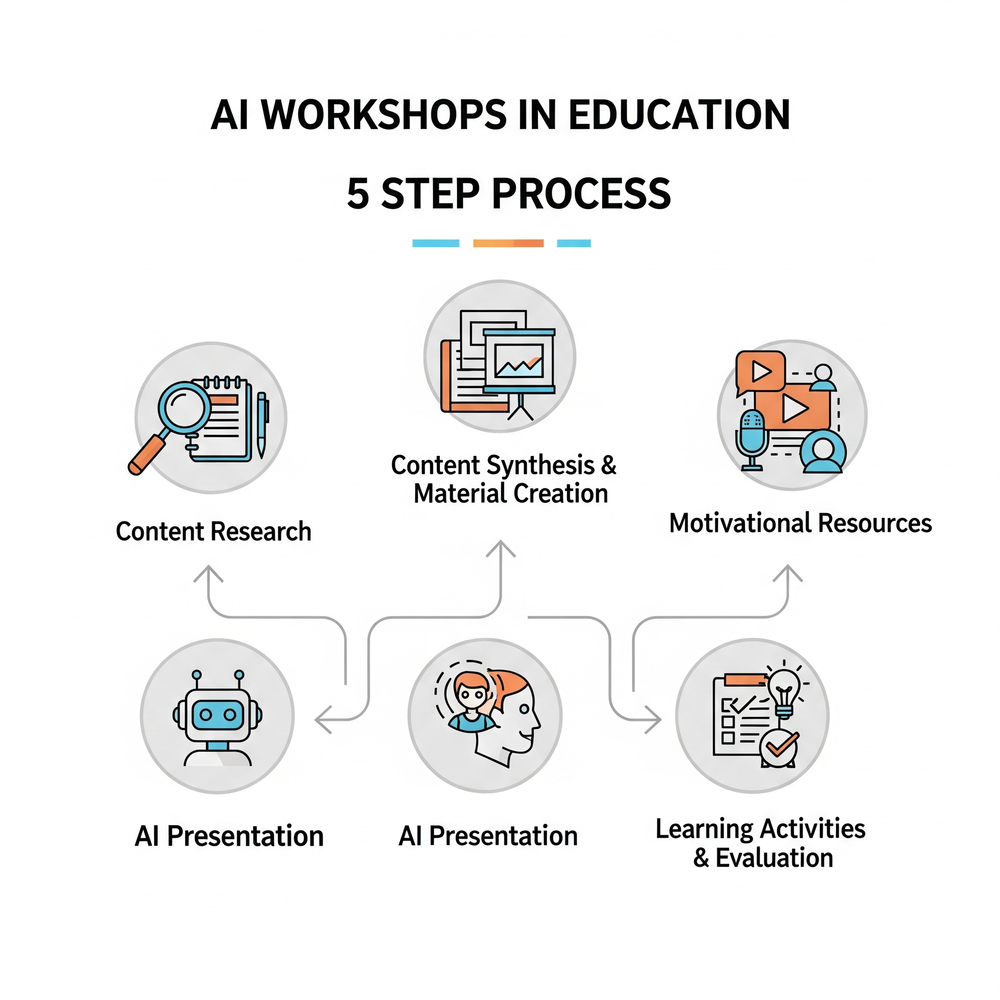 AI WORKSHOPS IN EDUCATION
5 STEP PROCESS
Content Research
Content Synthesis &
Material Creation
Motivational Resources
AI Presentation
AI Presentation
Learning Activities
& Evaluation